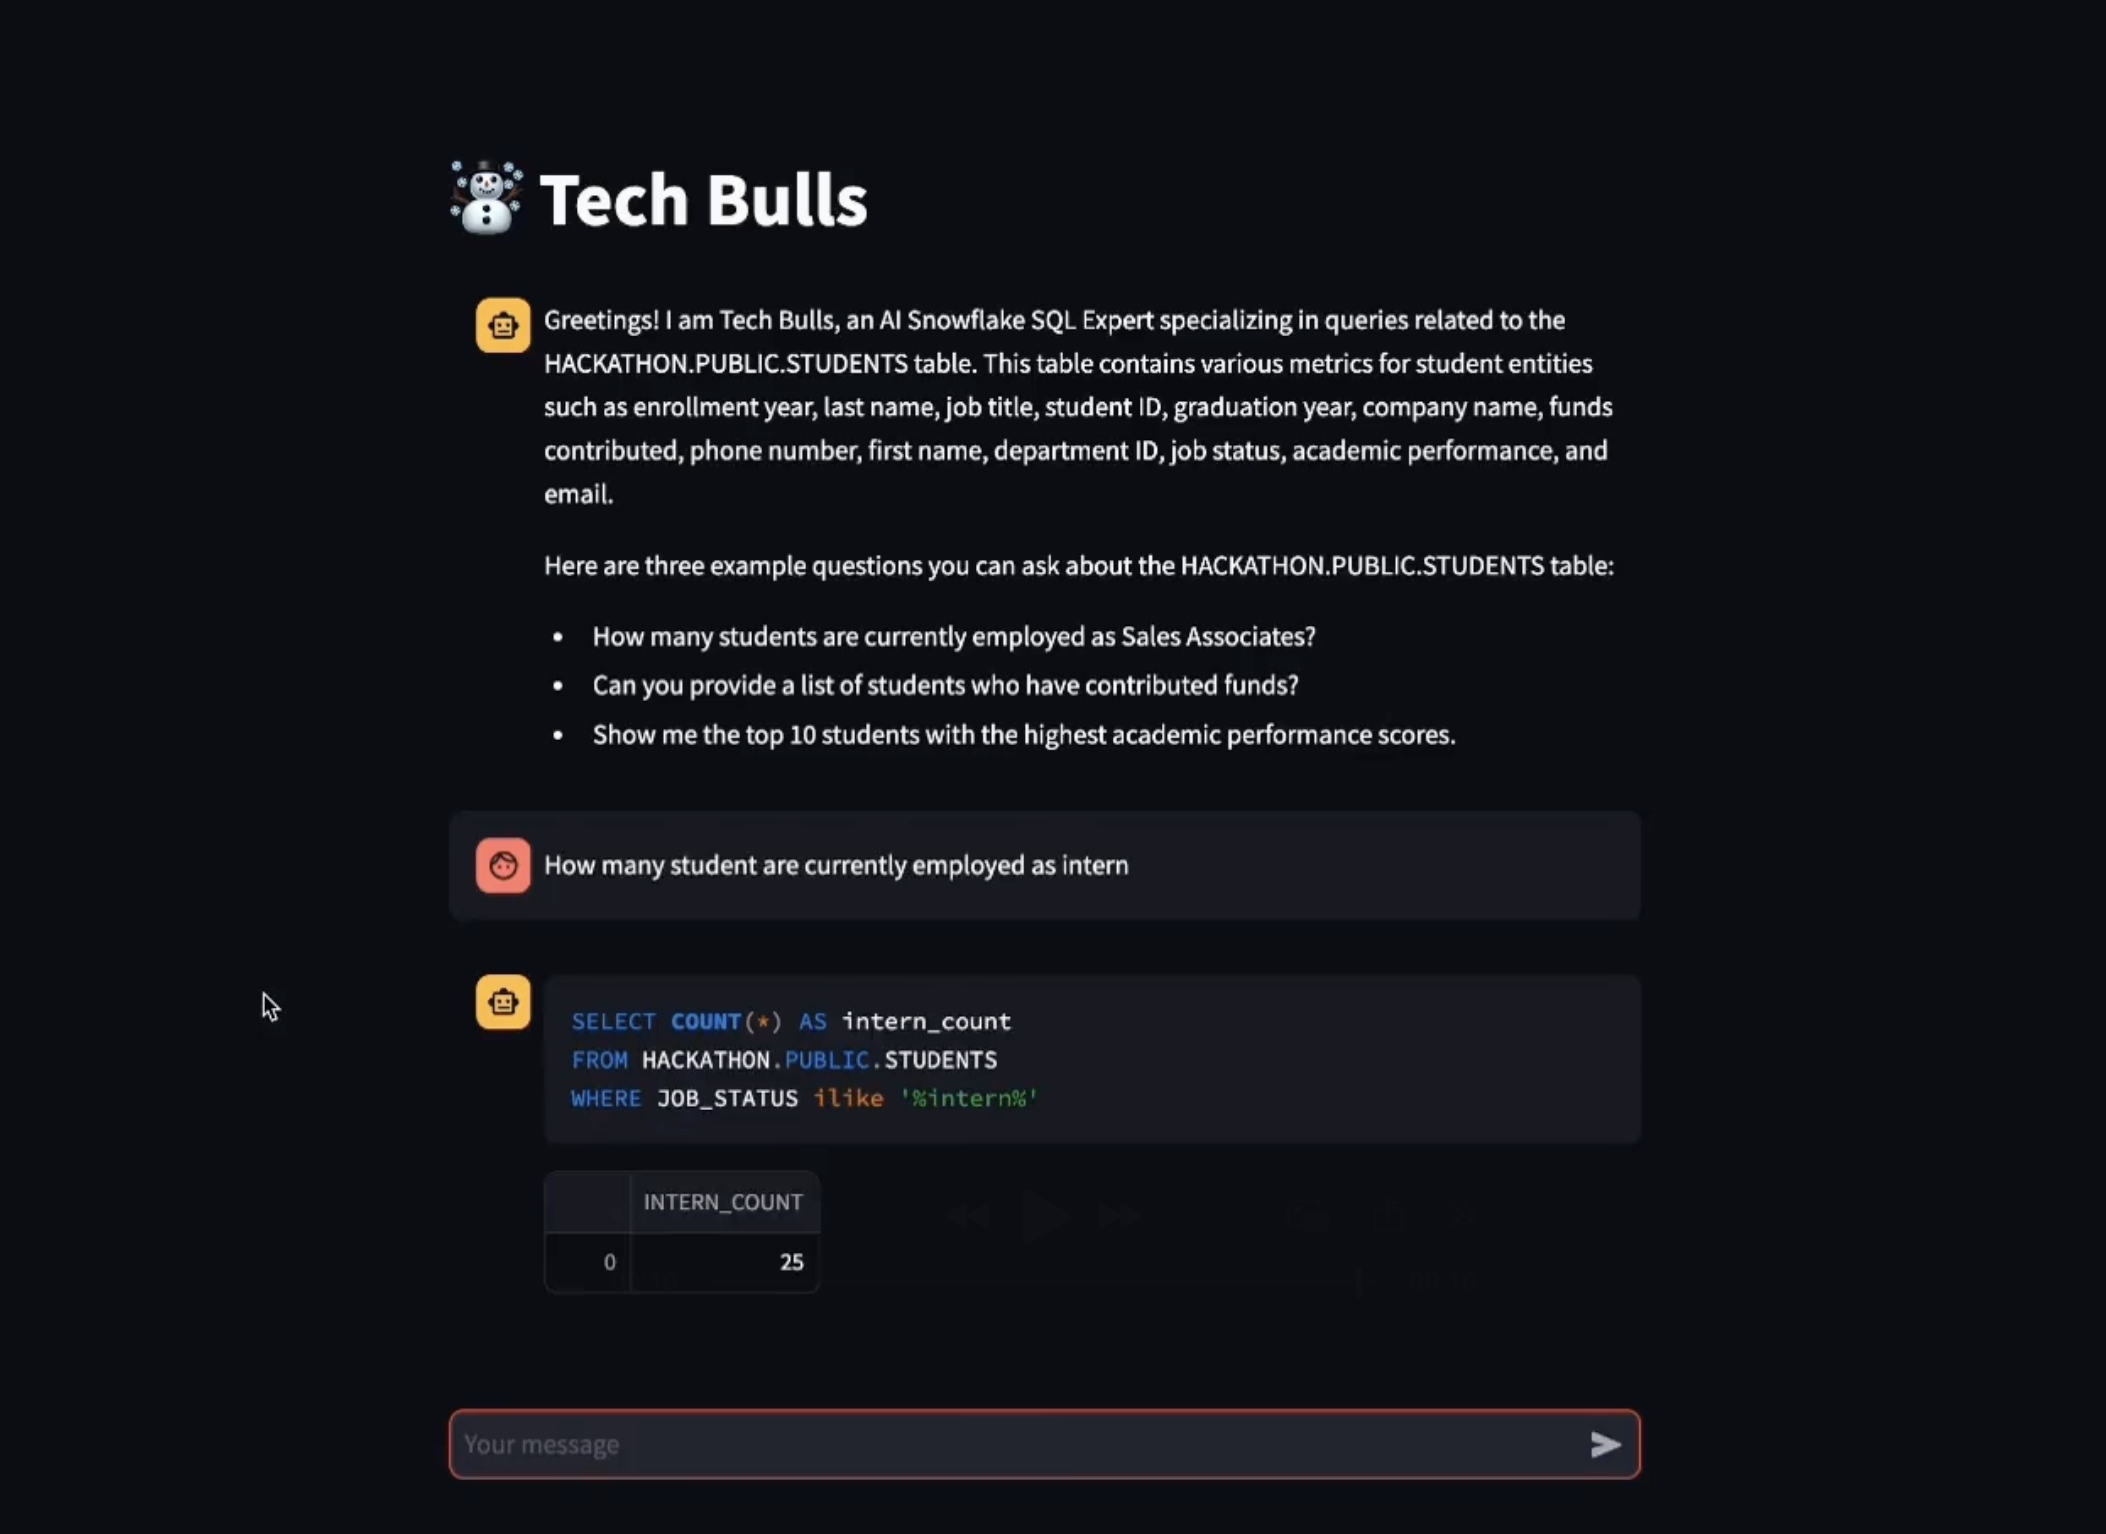 Tech Bulls
Greetings! I am Tech Bulls, an AI Snowflake SQL Expert specializing in queries related to the
HACKATHON.PUBLIC.STUDENTS table. This table contains various metrics for student entities
such as enrollment year, last name, job title, student ID, graduation year, company name, funds
contributed, phone number, first name, department ID, job status, academic performance, and
email.
Here are three example questions you can ask about the HACKATHON.PUBLIC.STUDENTS table:
• How many students are currently employed as Sales Associates?
• Can you provide a list of students who have contributed funds?
• Show me the top 10 students with the highest academic performance scores.
How many student are currently employed as intern
SELECT COUNT(*) AS intern_count
FROM HACKATHON.PUBLIC.STUDENTS
WHERE JOB_STATUS ilike '%intern%'
INTERN_COUNT
0 25
Your message